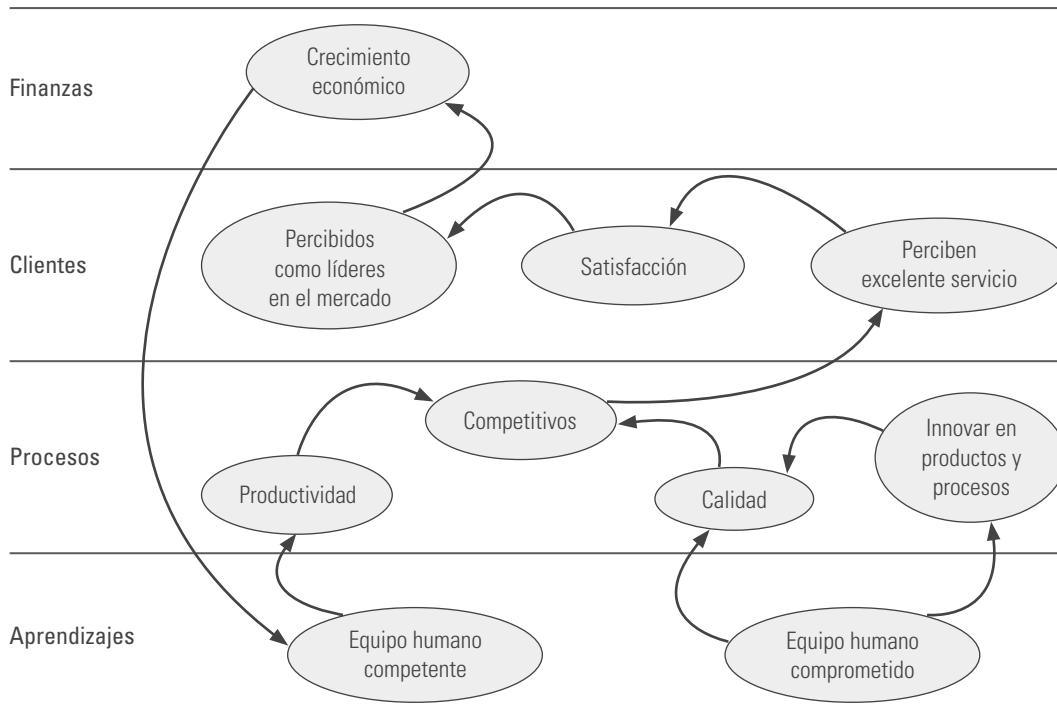 Crecimiento
económico
Finanzas
Percibidos
como líderes
en el mercado
Satisfacción
Perciben
excelente servicio
Clientes
Competitivos
Innovar en
productos y
procesos
Procesos
Productividad
Calidad
Aprendizajes
Equipo humano
competente
Equipo humano
comprometido